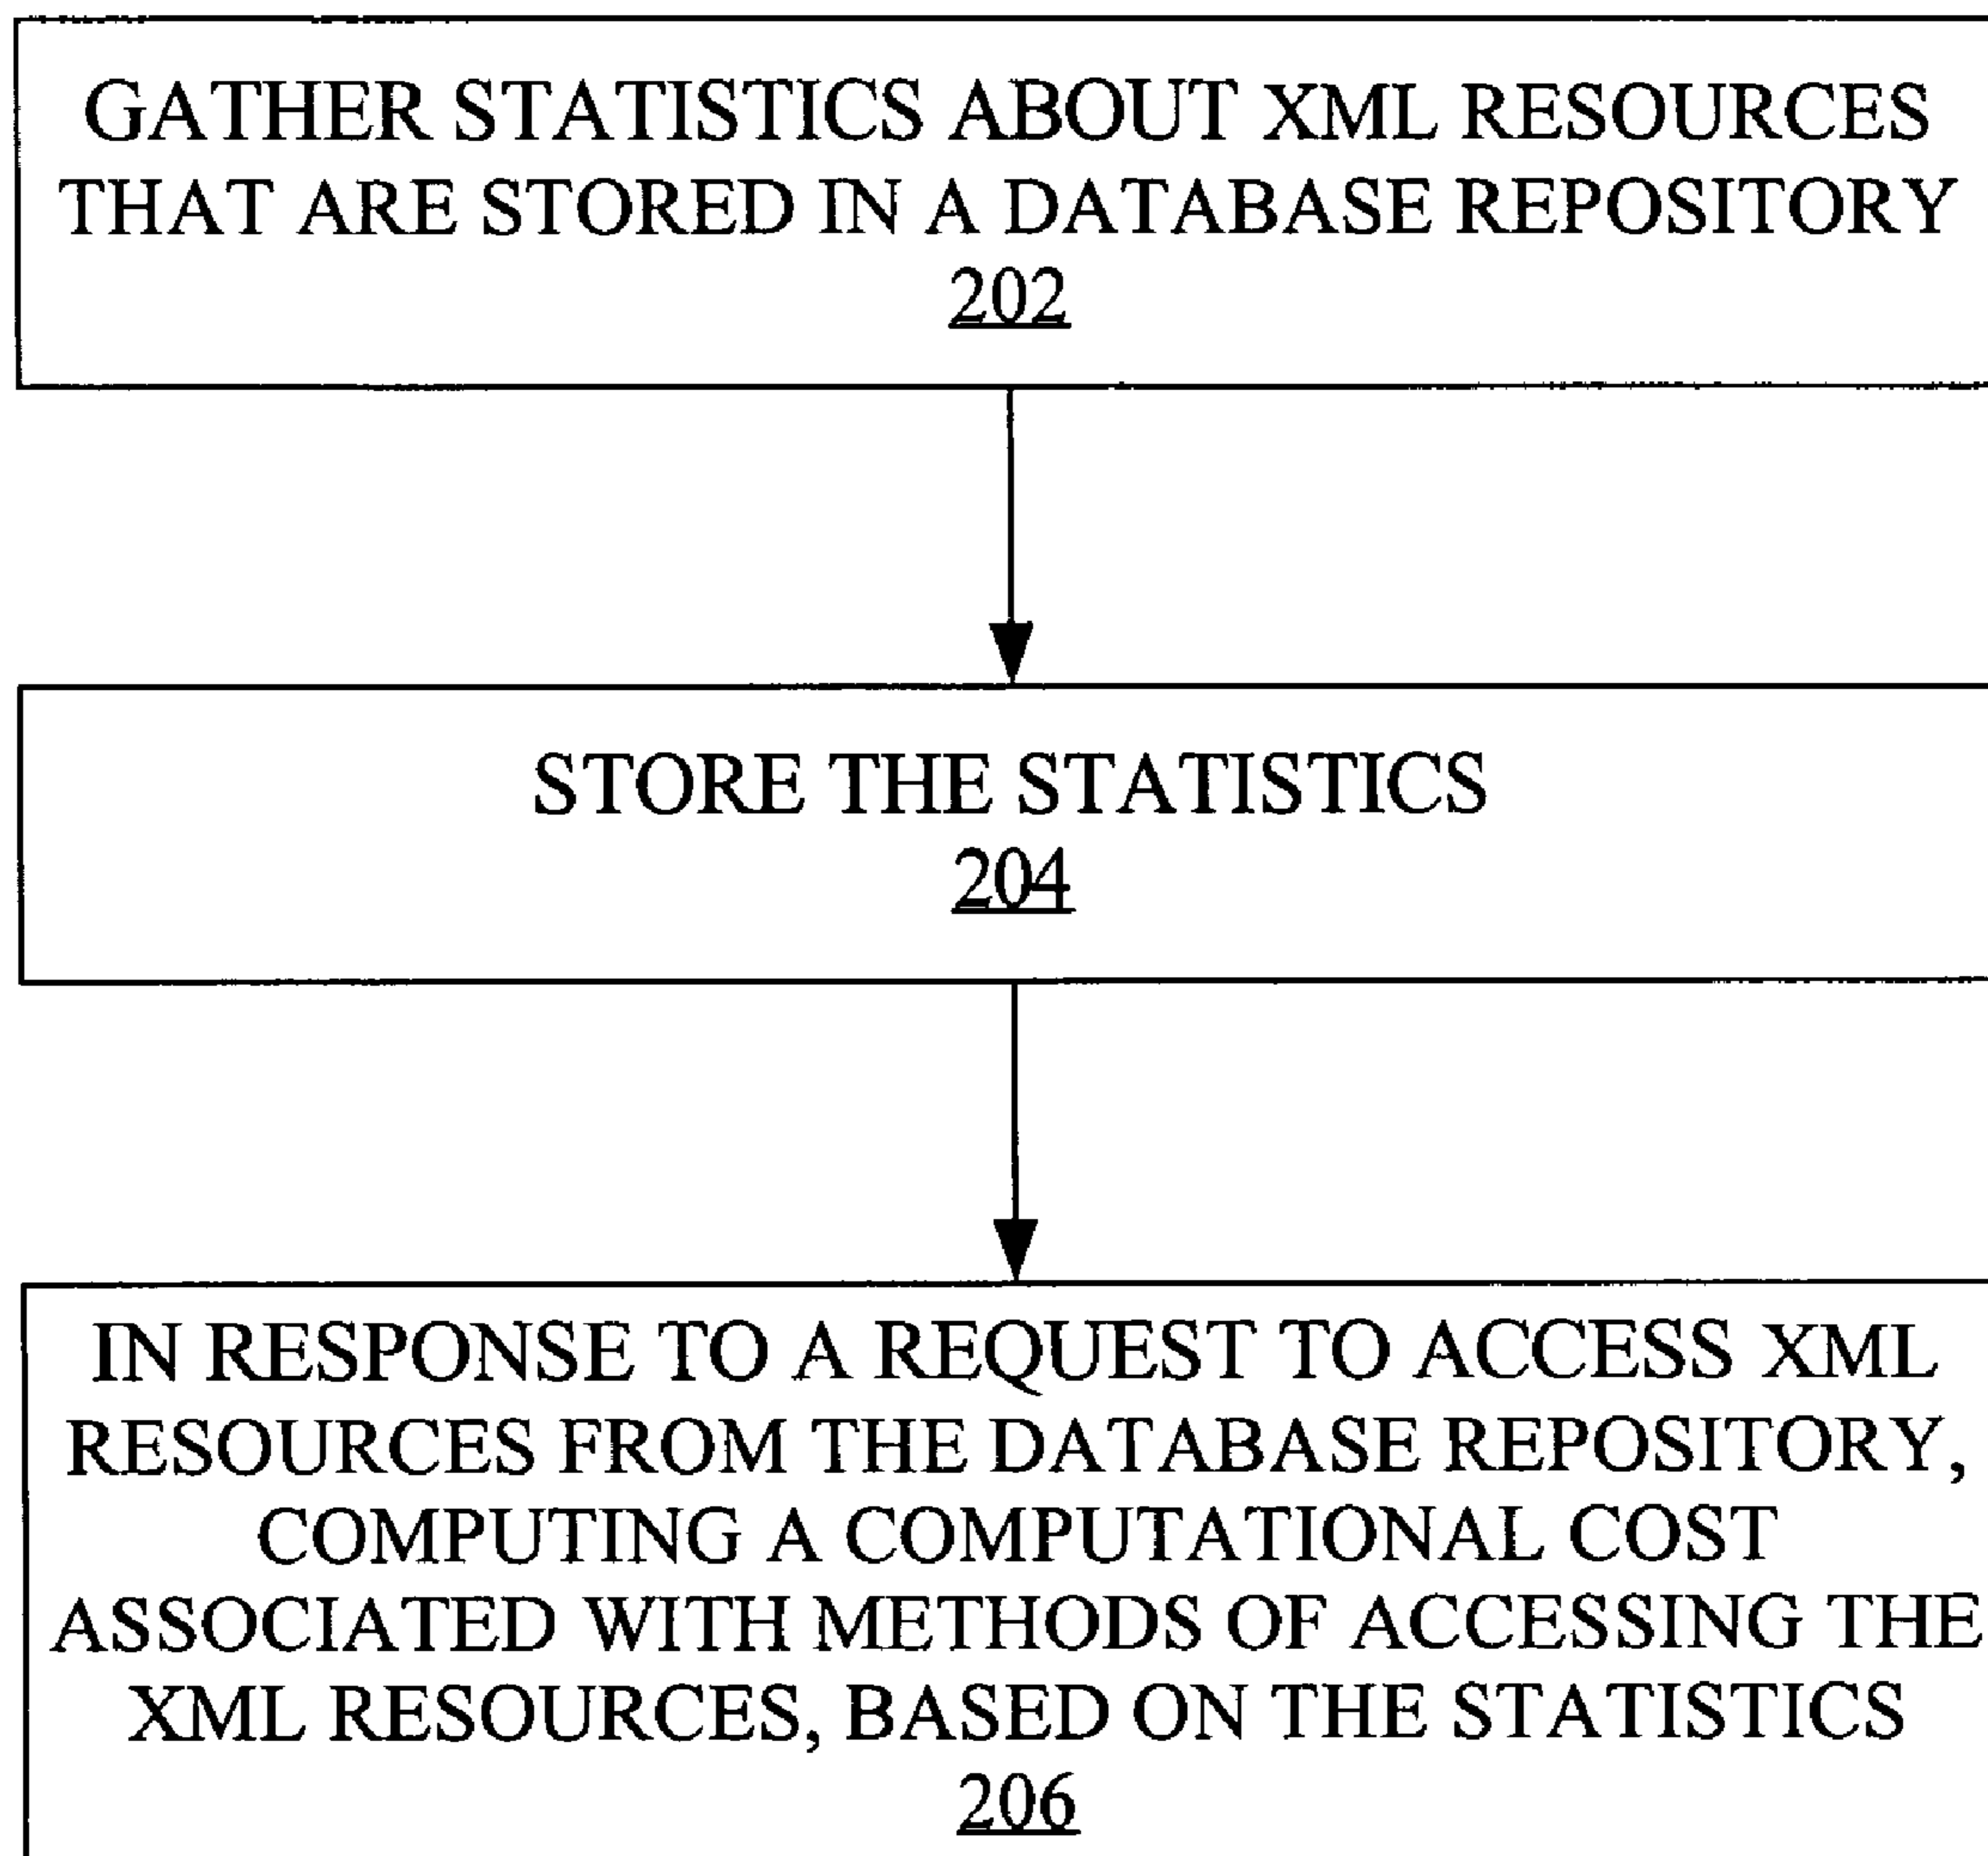 GATHER STATISTICS ABOUT XML RESOURCES
THAT ARE STORED IN A DATABASE REPOSITORY
202
STORE THE STATISTICS
204
IN RESPONSE TO A REQUEST TO ACCESS XML
RESOURCES FROM THE DATABASE REPOSITORY,
COMPUTING A COMPUTATIONAL COST
ASSOCIATED WITH METHODS OF ACCESSING THE
XML RESOURCES, BASED ON THE STATISTICS
206